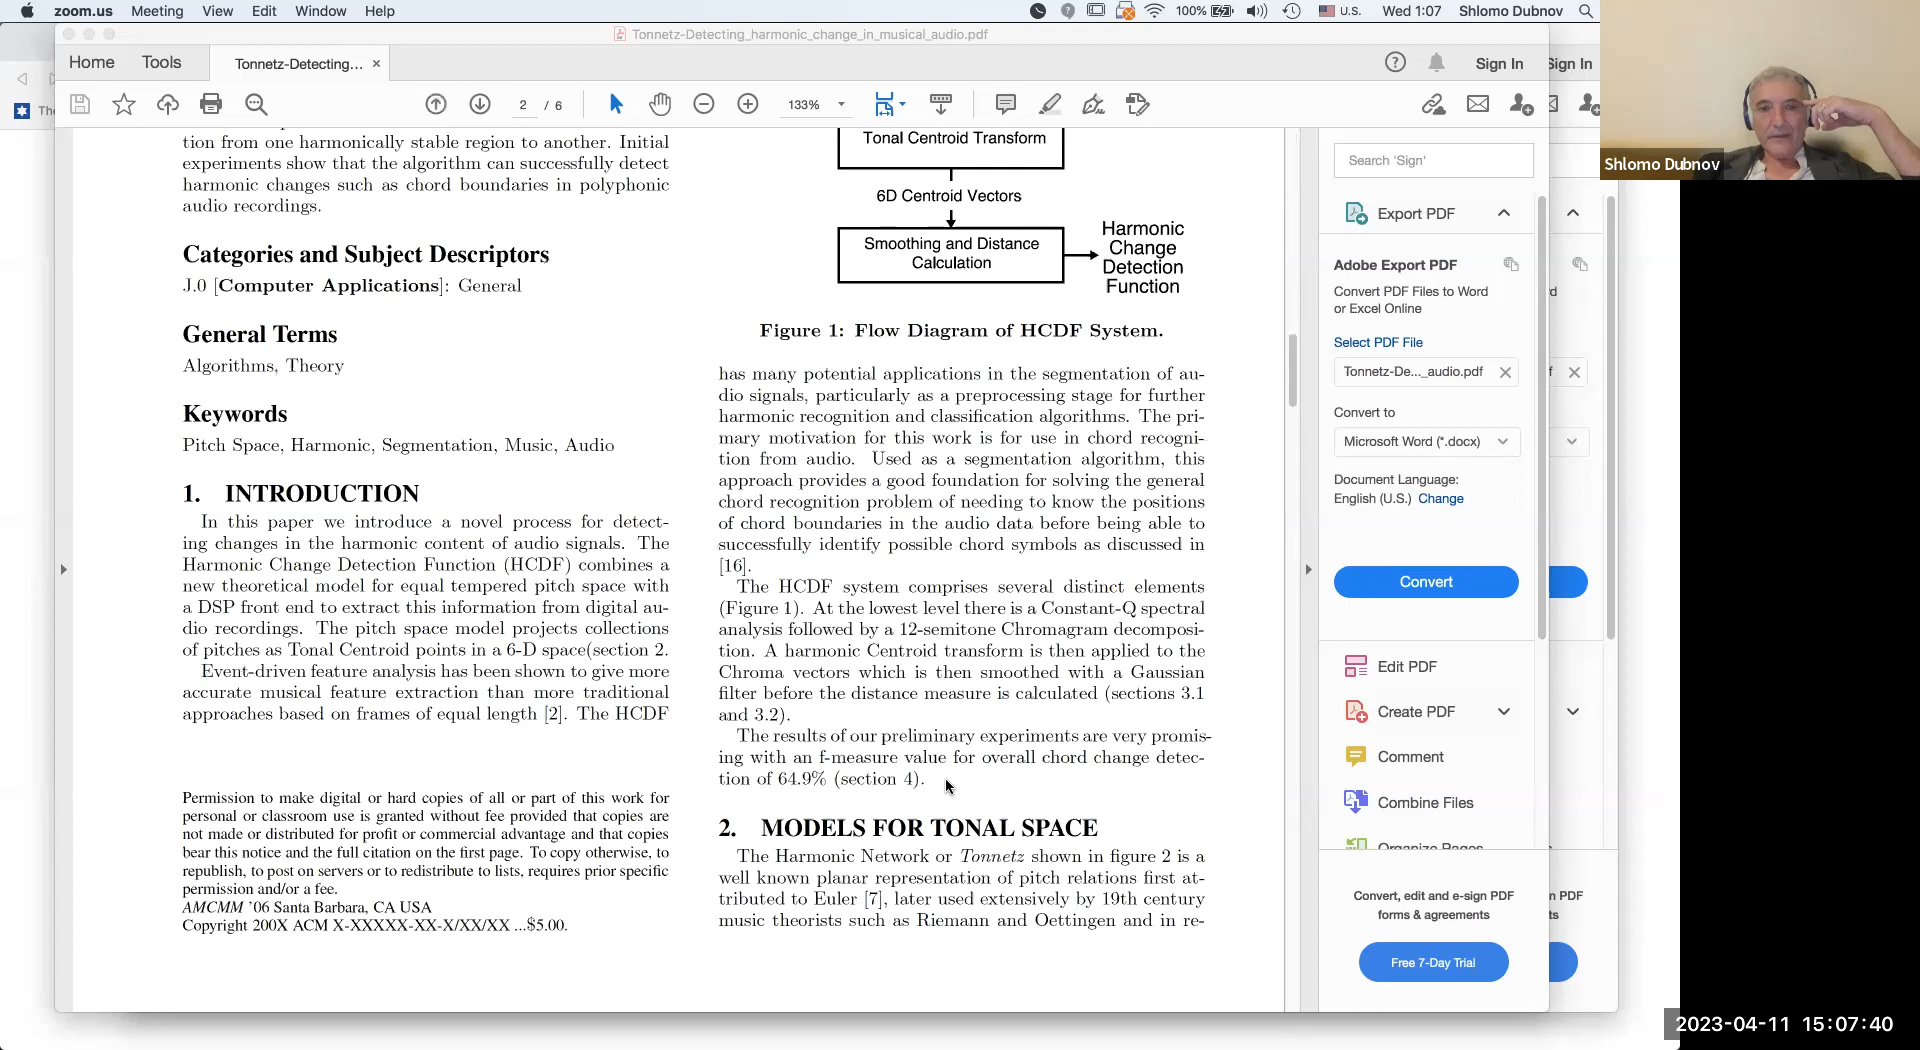 zoom.us Meeting View Edit Window Help
100% U.S. Wed 1:07 Shlomo Dubnov
Tonnetz-Detecting_harmonic_change_in_musical_audio.pdf
Home Tools Tonnetz-Detecting... × Sign In Sign In
2 / 6 133%
tion from one harmonically stable region to another. Initial
experiments show that the algorithm can successfully detect
harmonic changes such as chord boundaries in polyphonic
audio recordings.
Categories and Subject Descriptors
J.0 [Computer Applications]: General
General Terms
Algorithms, Theory
Keywords
Pitch Space, Harmonic, Segmentation, Music, Audio
1. INTRODUCTION
In this paper we introduce a novel process for detect-
ing changes in the harmonic content of audio signals. The
Harmonic Change Detection Function (HCDF) combines a
new theoretical model for equal tempered pitch space with
a DSP front end to extract this information from digital au-
dio recordings. The pitch space model projects collections
of pitches as Tonal Centroid points in a 6-D space(section 2.
Event-driven feature analysis has been shown to give more
accurate musical feature extraction than more traditional
approaches based on frames of equal length [2]. The HCDF
Permission to make digital or hard copies of all or part of this work for
personal or classroom use is granted without fee provided that copies are
not made or distributed for profit or commercial advantage and that copies
bear this notice and the full citation on the first page. To copy otherwise, to
republish, to post on servers or to redistribute to lists, requires prior specific
permission and/or a fee.
AMCMM '06 Santa Barbara, CA USA
Copyright 200X ACM X-XXXXX-XX-X/XX/XX ...$5.00.
Tonal Centroid Transform
6D Centroid Vectors
Smoothing and Distance
Calculation
Harmonic
Change
Detection
Function
Figure 1: Flow Diagram of HCDF System.
has many potential applications in the segmentation of au-
dio signals, particularly as a preprocessing stage for further
harmonic recognition and classification algorithms. The pri-
mary motivation for this work is for use in chord recogni-
tion from audio. Used as a segmentation algorithm, this
approach provides a good foundation for solving the general
chord recognition problem of needing to know the positions
of chord boundaries in the audio data before being able to
successfully identify possible chord symbols as discussed in
[16].
The HCDF system comprises several distinct elements
(Figure 1). At the lowest level there is a Constant-Q spectral
analysis followed by a 12-semitone Chromagram decomposi-
tion. A harmonic Centroid transform is then applied to the
Chroma vectors which is then smoothed with a Gaussian
filter before the distance measure is calculated (sections 3.1
and 3.2).
The results of our preliminary experiments are very promis-
ing with an f-measure value for overall chord change detec-
tion of 64.9% (section 4).
2. MODELS FOR TONAL SPACE
The Harmonic Network or Tonnetz shown in figure 2 is a
well known planar representation of pitch relations first at-
tributed to Euler [7], later used extensively by 19th century
music theorists such as Riemann and Oettingen and in re-
Search 'Sign'
Export PDF
Adobe Export PDF
Convert PDF Files to Word
or Excel Online
Select PDF File
Tonnetz-De..._audio.pdf
Convert to
Microsoft Word (*.docx)
Document Language:
English (U.S.) Change
Convert
Edit PDF
Create PDF
Comment
Combine Files
Organize Pages
Convert, edit and e-sign PDF
forms & agreements
Free 7-Day Trial
n PDF
ts
Shlomo Dubnov
2023-04-11 15:07:40